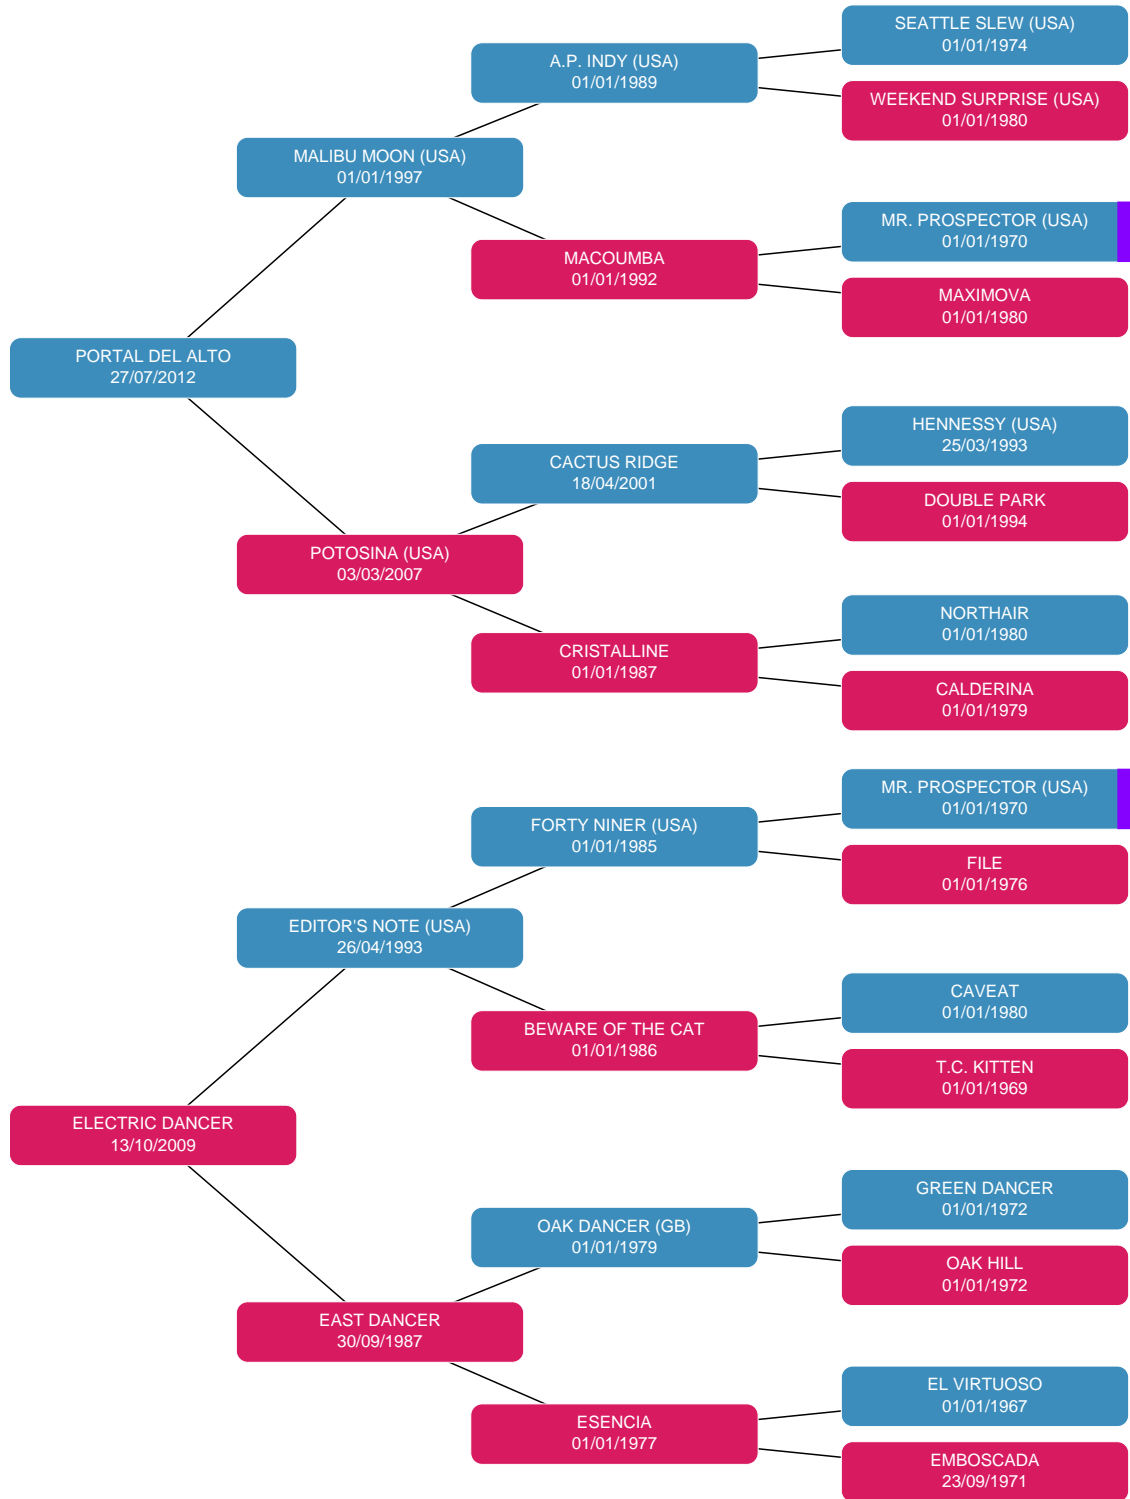 SEATTLE SLEW (USA)
01/01/1974
A.P. INDY (USA)
01/01/1989
WEEKEND SURPRISE (USA)
01/01/1980
MALIBU MOON (USA)
01/01/1997
MR. PROSPECTOR (USA)
01/01/1970
MACOUMBA
01/01/1992
MAXIMOVA
01/01/1980
PORTAL DEL ALTO
27/07/2012
HENNESSY (USA)
25/03/1993
CACTUS RIDGE
18/04/2001
DOUBLE PARK
01/01/1994
POTOSINA (USA)
03/03/2007
NORTHAIR
01/01/1980
CRISTALLINE
01/01/1987
CALDERINA
01/01/1979
MR. PROSPECTOR (USA)
01/01/1970
FORTY NINER (USA)
01/01/1985
FILE
01/01/1976
EDITOR'S NOTE (USA)
26/04/1993
CAVEAT
01/01/1980
BEWARE OF THE CAT
01/01/1986
T.C. KITTEN
01/01/1969
ELECTRIC DANCER
13/10/2009
GREEN DANCER
01/01/1972
OAK DANCER (GB)
01/01/1979
OAK HILL
01/01/1972
EAST DANCER
30/09/1987
EL VIRTUOSO
01/01/1967
ESENCIA
01/01/1977
EMBOSCADA
23/09/1971